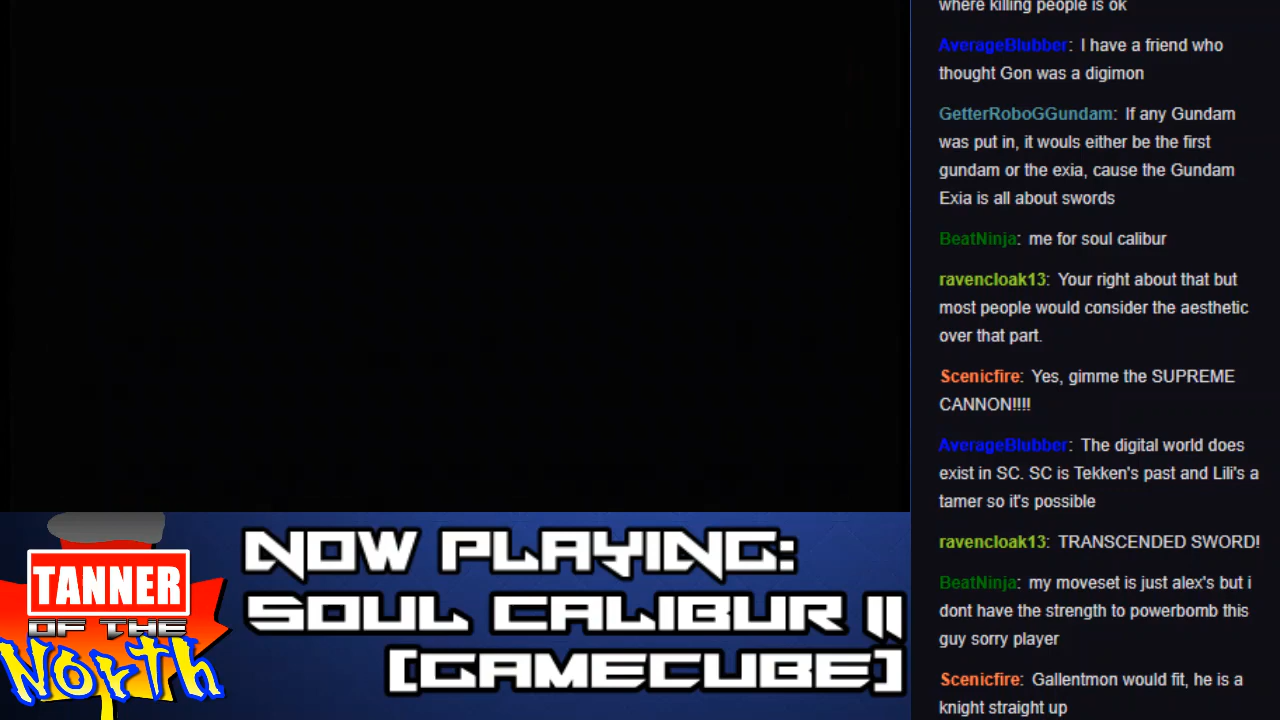 where killing people is ok
AverageBlubber: I have a friend who
thought Gon was a digimon
GetterRoboGGundam: If any Gundam
was put in, it wouls either be the first
gundam or the exia, cause the Gundam
Exia is all about swords
BeatNinja: me for soul calibur
ravencloak13: Your right about that but
most people would consider the aesthetic
over that part.
Scenicfire: Yes, gimme the SUPREME
CANNON!!!!
AverageBlubber: The digital world does
exist in SC. SC is Tekken's past and Lili's a
tamer so it's possible
ravencloak13: TRANSCENDED SWORD!
BeatNinja: my moveset is just alex's but i
dont have the strength to powerbomb this
guy sorry player
Scenicfire: Gallentmon would fit, he is a
knight straight up
TANNER
OF THE
North
NOW PLAYING:
SOUL CALIBUR II
[GAMECUBE]